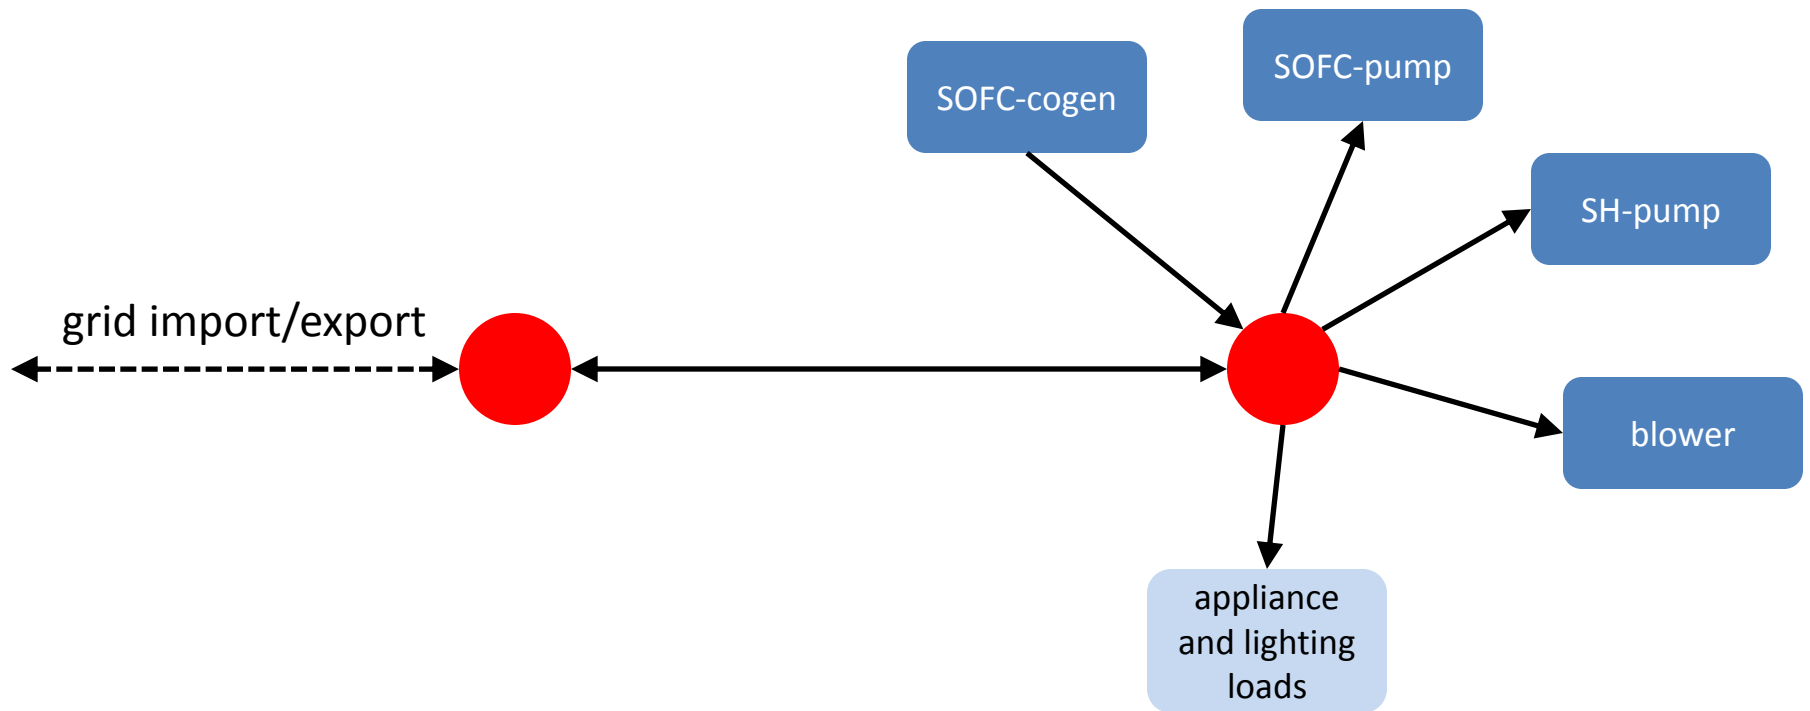 SOFC-pump
SOFC-cogen
SH-pump
grid import/export
blower
appliance
and lighting
loads